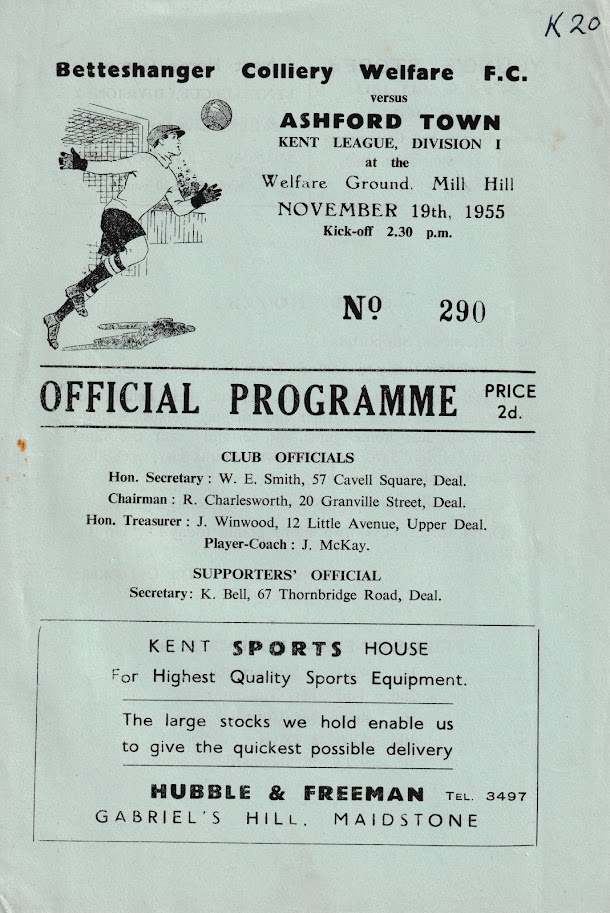 K20
Betteshanger Colliery Welfare F.C.
versus
ASHFORD TOWN
KENT LEAGUE, DIVISION I
at the
Welfare Ground. Mill Hill
NOVEMBER 19th, 1955
Kick-off 2.30 p.m.
Nº 290
OFFICIAL PROGRAMME PRICE 2d.
CLUB OFFICIALS
Hon. Secretary : W. E. Smith, 57 Cavell Square, Deal.
Chairman : R. Charlesworth, 20 Granville Street, Deal.
Hon. Treasurer : J. Winwood, 12 Little Avenue, Upper Deal.
Player-Coach : J. McKay.
SUPPORTERS' OFFICIAL
Secretary: K. Bell, 67 Thornbridge Road, Deal.
KENT SPORTS HOUSE
For Highest Quality Sports Equipment.
The large stocks we hold enable us
to give the quickest possible delivery
HUBBLE & FREEMAN TEL. 3497
GABRIEL'S HILL, MAIDSTONE